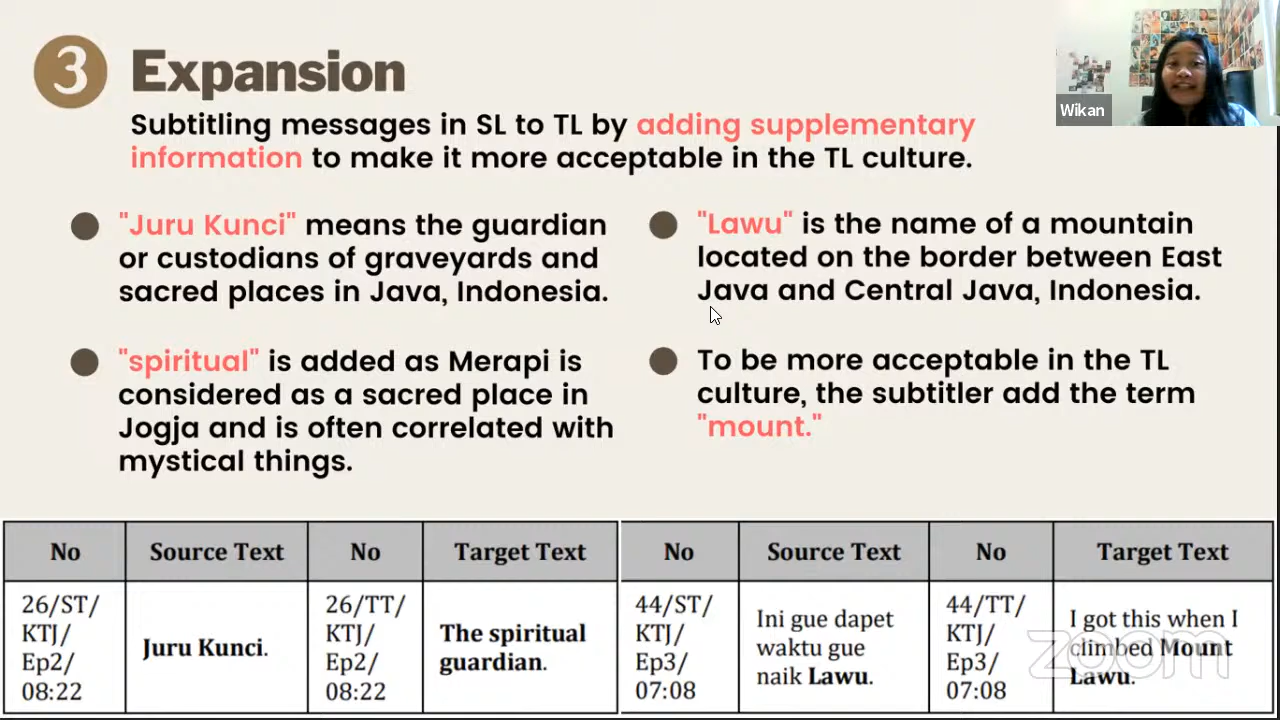 3 Expansion
Subtitling messages in SL to TL by adding supplementary
information to make it more acceptable in the TL culture.
Wikan
"Juru Kunci" means the guardian
or custodians of graveyards and
sacred places in Java, Indonesia.
"spiritual" is added as Merapi is
considered as a sacred place in
Jogja and is often correlated with
mystical things.
"Lawu" is the name of a mountain
located on the border between East
Java and Central Java, Indonesia.
To be more acceptable in the TL
culture, the subtitler add the term
"mount."
No Source Text No Target Text
26/ST/
KTJ/
Ep2/
08:22
Juru Kunci.
26/TT/
KTJ/
Ep2/
08:22
The spiritual
guardian.
No Source Text No Target Text
44/ST/
KTJ/
Ep3/
07:08
Ini gue dapet
waktu gue
naik Lawu.
44/TT/
KTJ/
Ep3/
07:08
I got this when I
climbed Mount
Lawu.
zoom